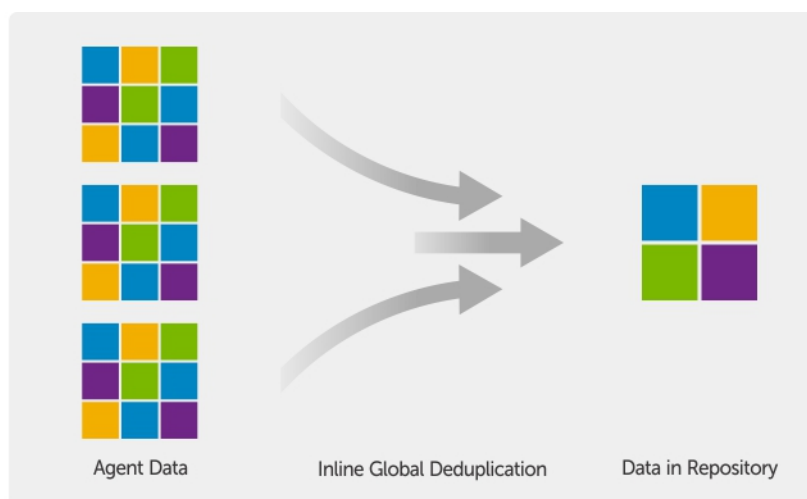 Agent Data
Inline Global Deduplication
Data in Repository